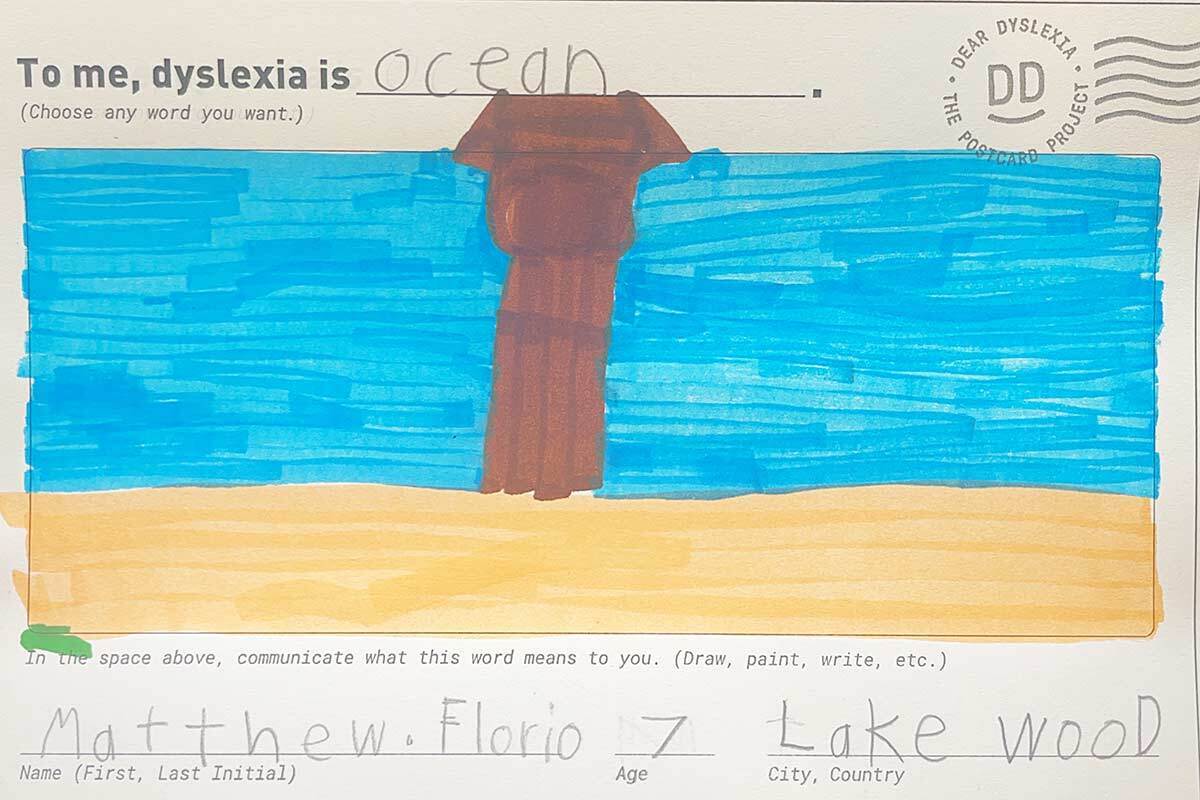 To me, dyslexia is ocean.
(Choose any word you want.)
DEAR DYSLEXIA • THE POSTCARD PROJECT •
DD
In the space above, communicate what this word means to you. (Draw, paint, write, etc.)
Matthew. Florio 7 Lake wooD
Name (First, Last Initial) Age City, Country